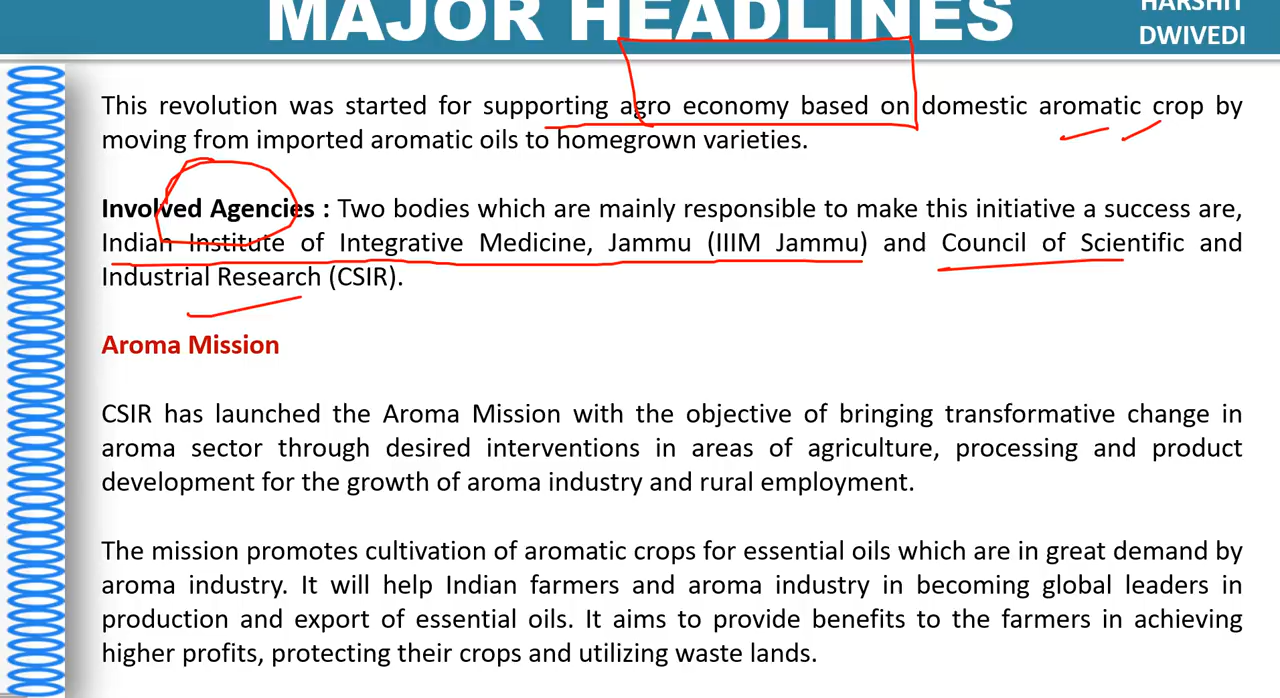 MAJOR HEADLINES
HARSHIT
DWIVEDI
This revolution was started for supporting agro economy based on domestic aromatic crop by
moving from imported aromatic oils to homegrown varieties.
Involved Agencies : Two bodies which are mainly responsible to make this initiative a success are,
Indian Institute of Integrative Medicine, Jammu (IIIM Jammu) and Council of Scientific and
Industrial Research (CSIR).
Aroma Mission
CSIR has launched the Aroma Mission with the objective of bringing transformative change in
aroma sector through desired interventions in areas of agriculture, processing and product
development for the growth of aroma industry and rural employment.
The mission promotes cultivation of aromatic crops for essential oils which are in great demand by
aroma industry. It will help Indian farmers and aroma industry in becoming global leaders in
production and export of essential oils. It aims to provide benefits to the farmers in achieving
higher profits, protecting their crops and utilizing waste lands.